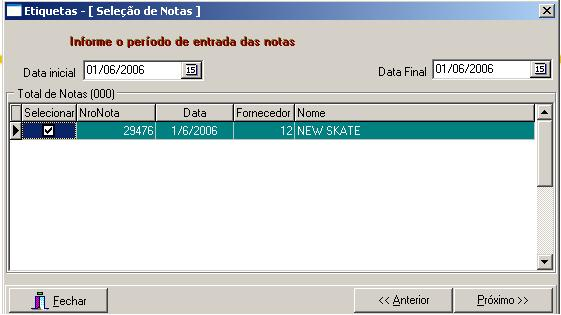 Etiquetas - [ Seleção de Notas ]
Informe o período de entrada das notas
Data inicial 01/06/2006 15 Data Final 01/06/2006 15
Total de Notas (000)
Selecionar NroNota Data Fornecedor Nome
29476 1/6/2006 12 NEW SKATE
Fechar << Anterior Próximo >>